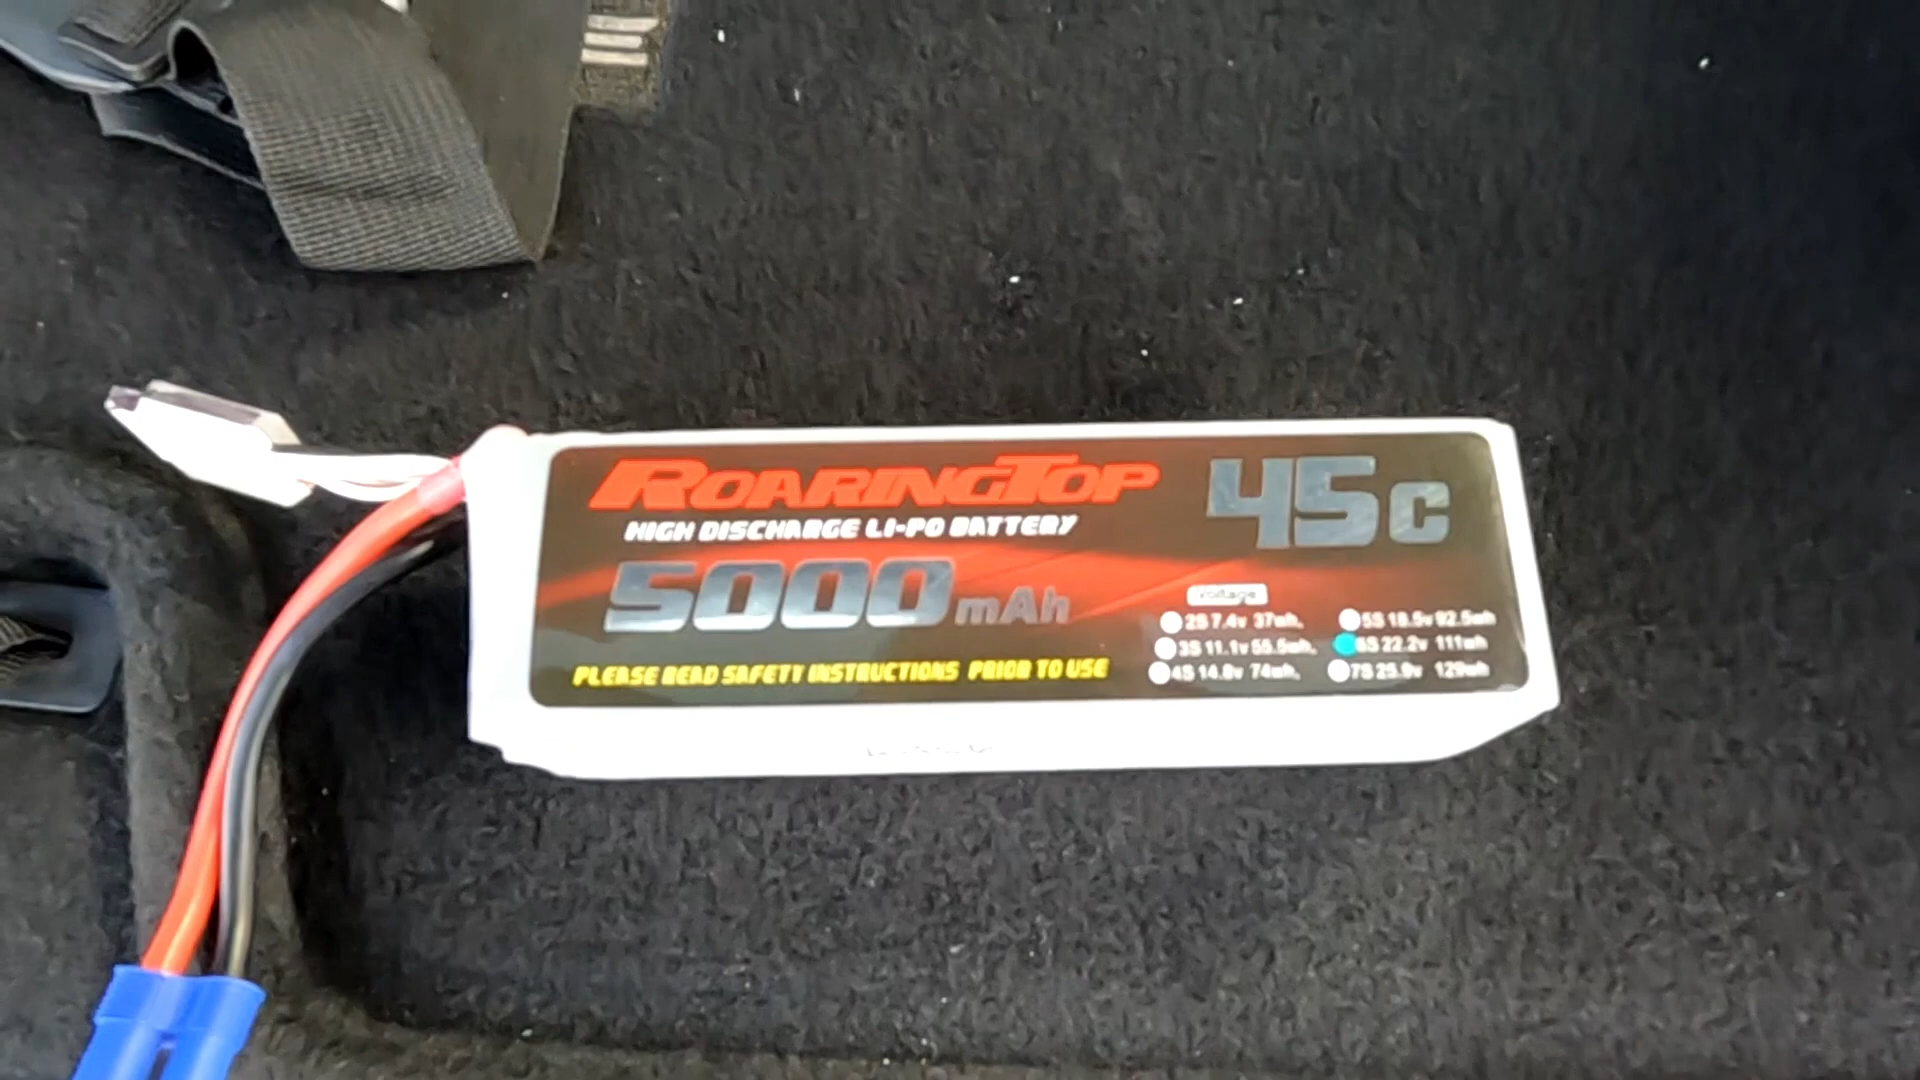 ROARINGTOP
45C
HIGH DISCHARGE LI-PO BATTERY
5000mAh
Voltage
2S 7.4v 37wh,
5S 18.5v 92.5wh
3S 11.1v 55.5wh,
6S 22.2v 111wh
4S 14.8v 74wh,
7S 25.9v 129wh
PLEASE READ SAFETY INSTRUCTIONS PRIOR TO USE